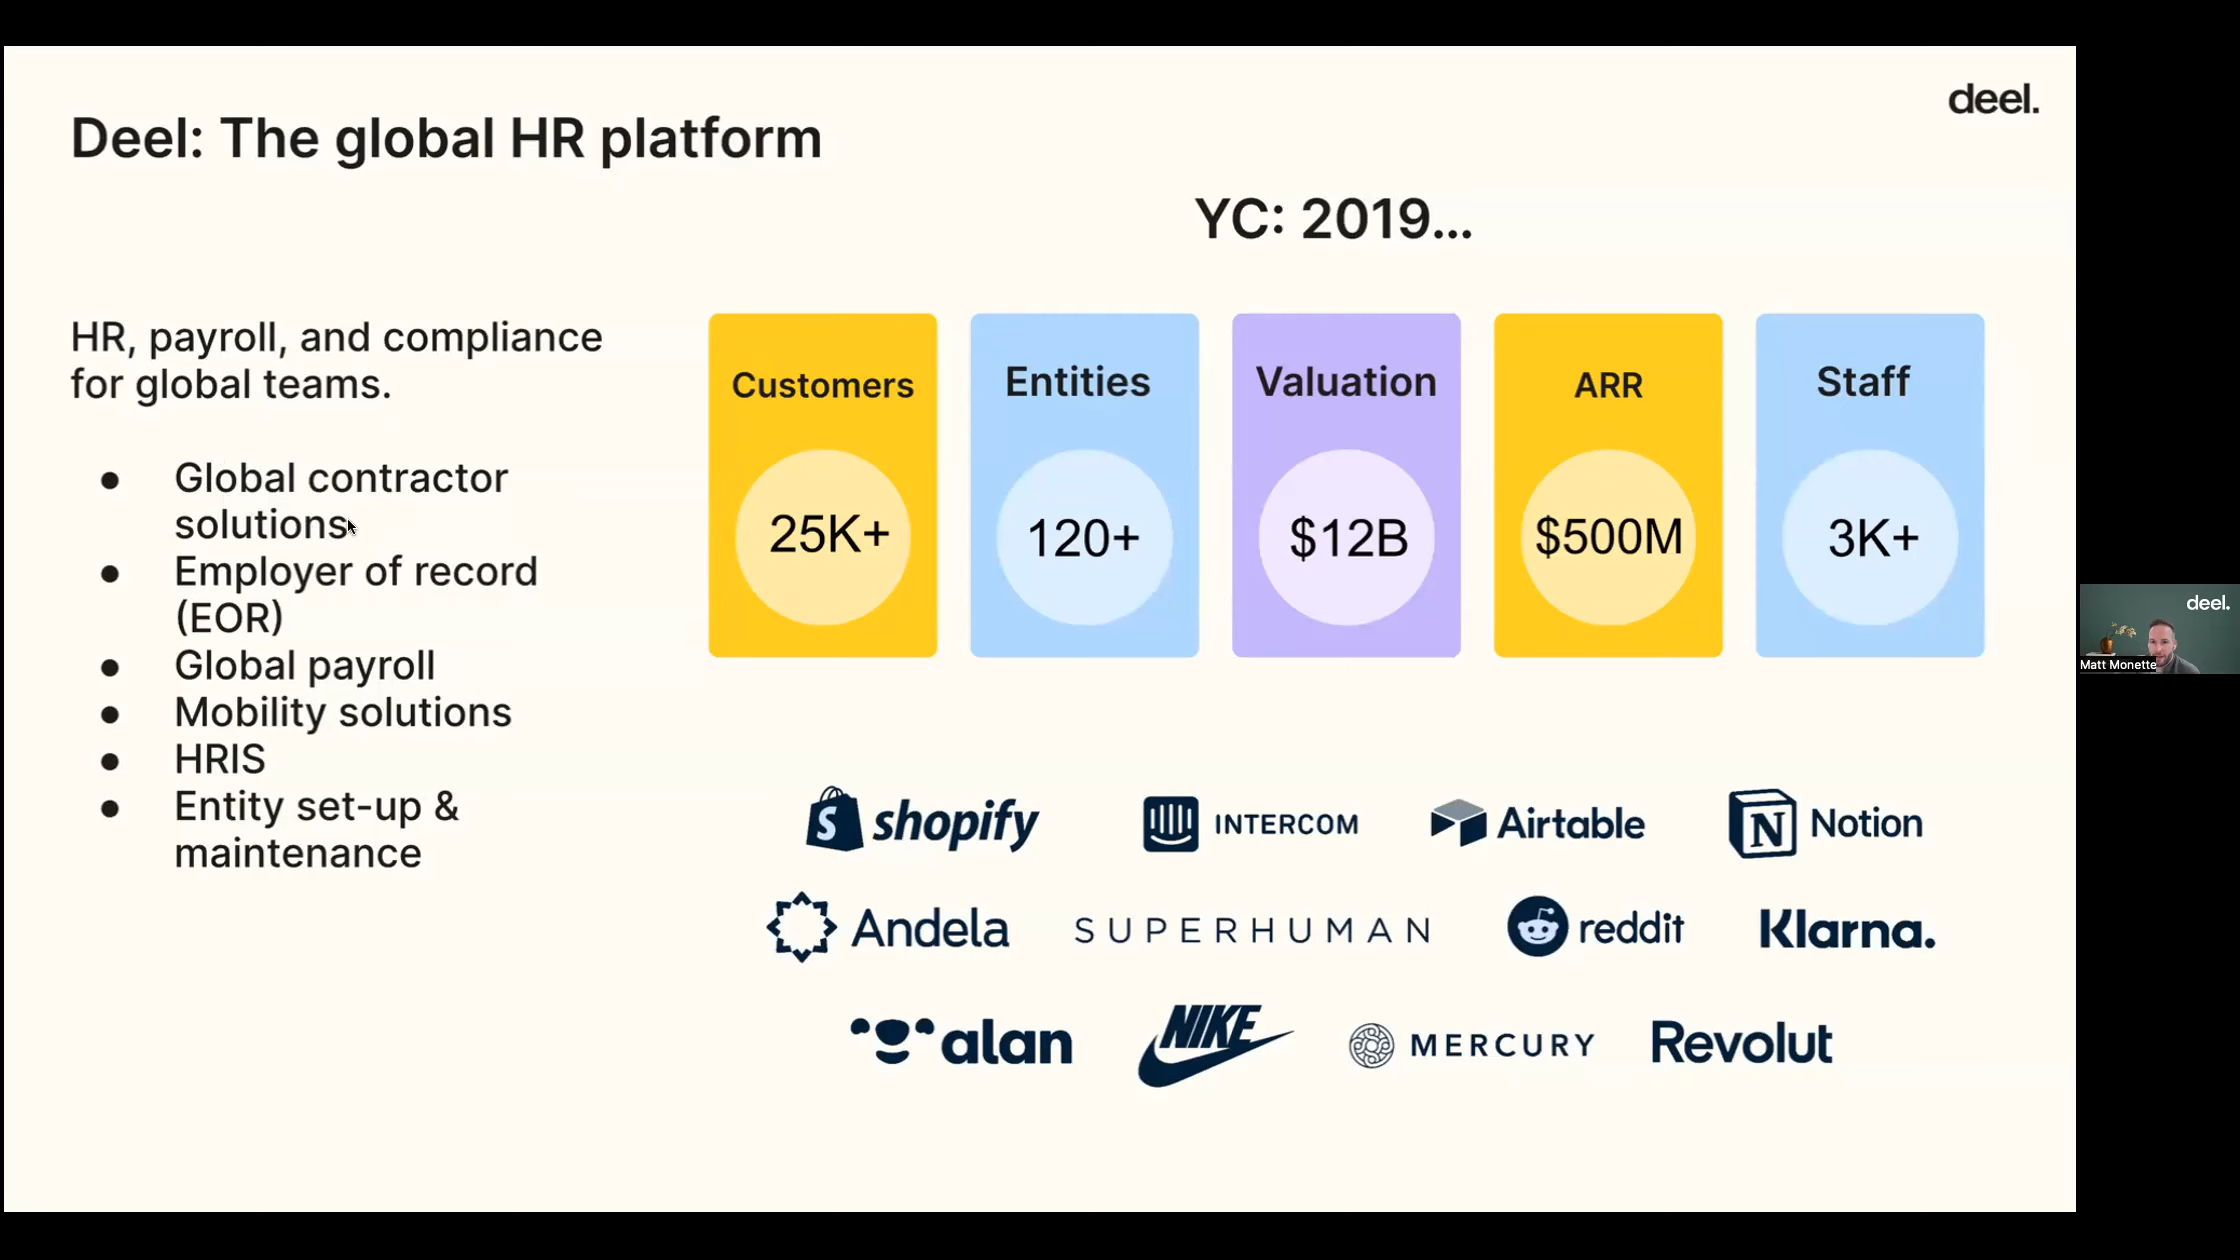 deel.
Deel: The global HR platform
YC: 2019...
HR, payroll, and compliance
for global teams.
● Global contractor
solutions
● Employer of record
(EOR)
● Global payroll
● Mobility solutions
● HRIS
● Entity set-up &
maintenance
Customers
25K+
Entities
120+
Valuation
$12B
ARR
$500M
Staff
3K+
shopify
INTERCOM
Airtable
Notion
Andela
SUPERHUMAN
reddit
Klarna.
alan
NIKE
MERCURY
Revolut
deel.
Matt Monette